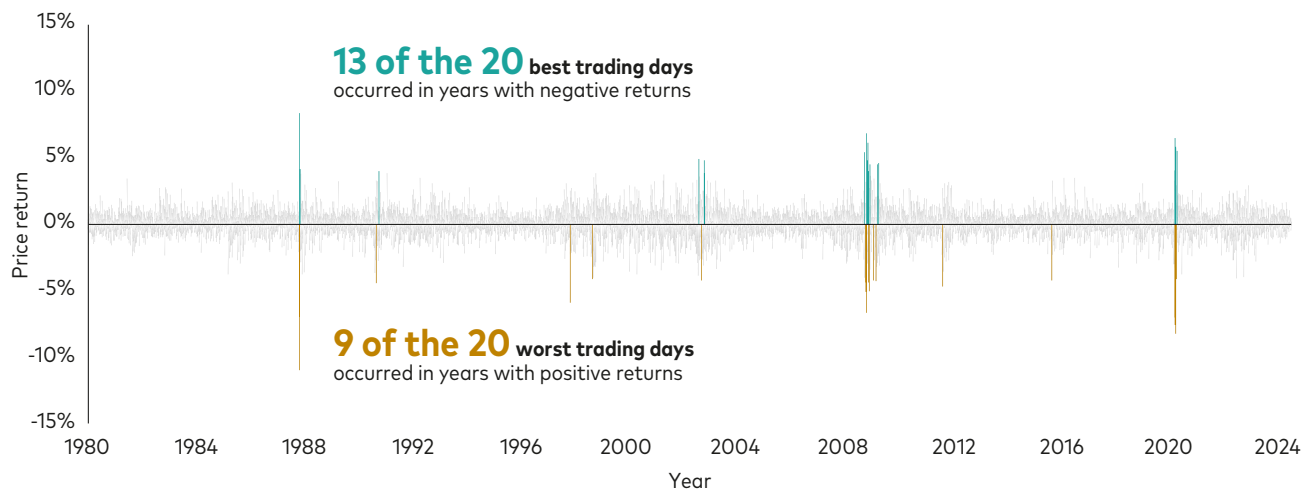 15%
10%
5%
0%
-5%
-10%
-15%
Price return
13 of the 20 best trading days
occurred in years with negative returns
9 of the 20 worst trading days
occurred in years with positive returns
1980 1984 1988 1992 1996 2000 2004 2008 2012 2016 2020 2024
Year